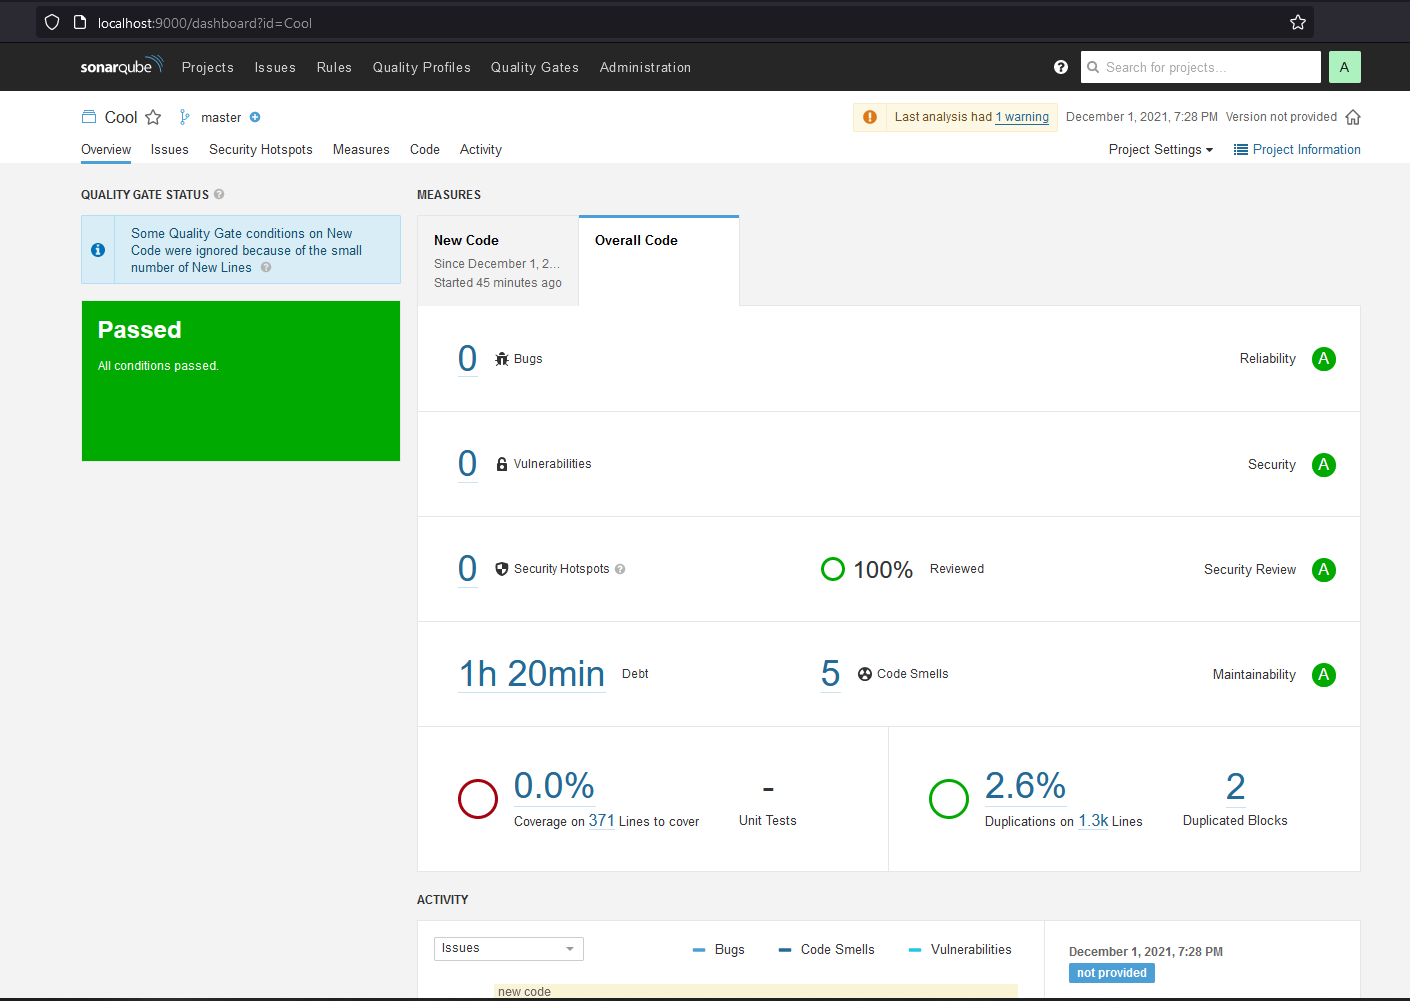 localhost:9000/dashboard?id=Cool
sonarqube Projects Issues Rules Quality Profiles Quality Gates Administration ? Search for projects... A
Cool master Last analysis had 1 warning December 1, 2021, 7:28 PM Version not provided
Overview Issues Security Hotspots Measures Code Activity Project Settings Project Information
QUALITY GATE STATUS ?
Some Quality Gate conditions on New
Code were ignored because of the small
number of New Lines ?
Passed
All conditions passed.
MEASURES
New Code
Since December 1, 2...
Started 45 minutes ago
Overall Code
0 Bugs Reliability A
0 Vulnerabilities Security A
0 Security Hotspots ? 100% Reviewed Security Review A
1h 20min Debt 5 Code Smells Maintainability A
0.0%
Coverage on 371 Lines to cover
-
Unit Tests
2.6%
Duplications on 1.3k Lines
2
Duplicated Blocks
ACTIVITY
Issues Bugs Code Smells Vulnerabilities
new code
December 1, 2021, 7:28 PM
not provided